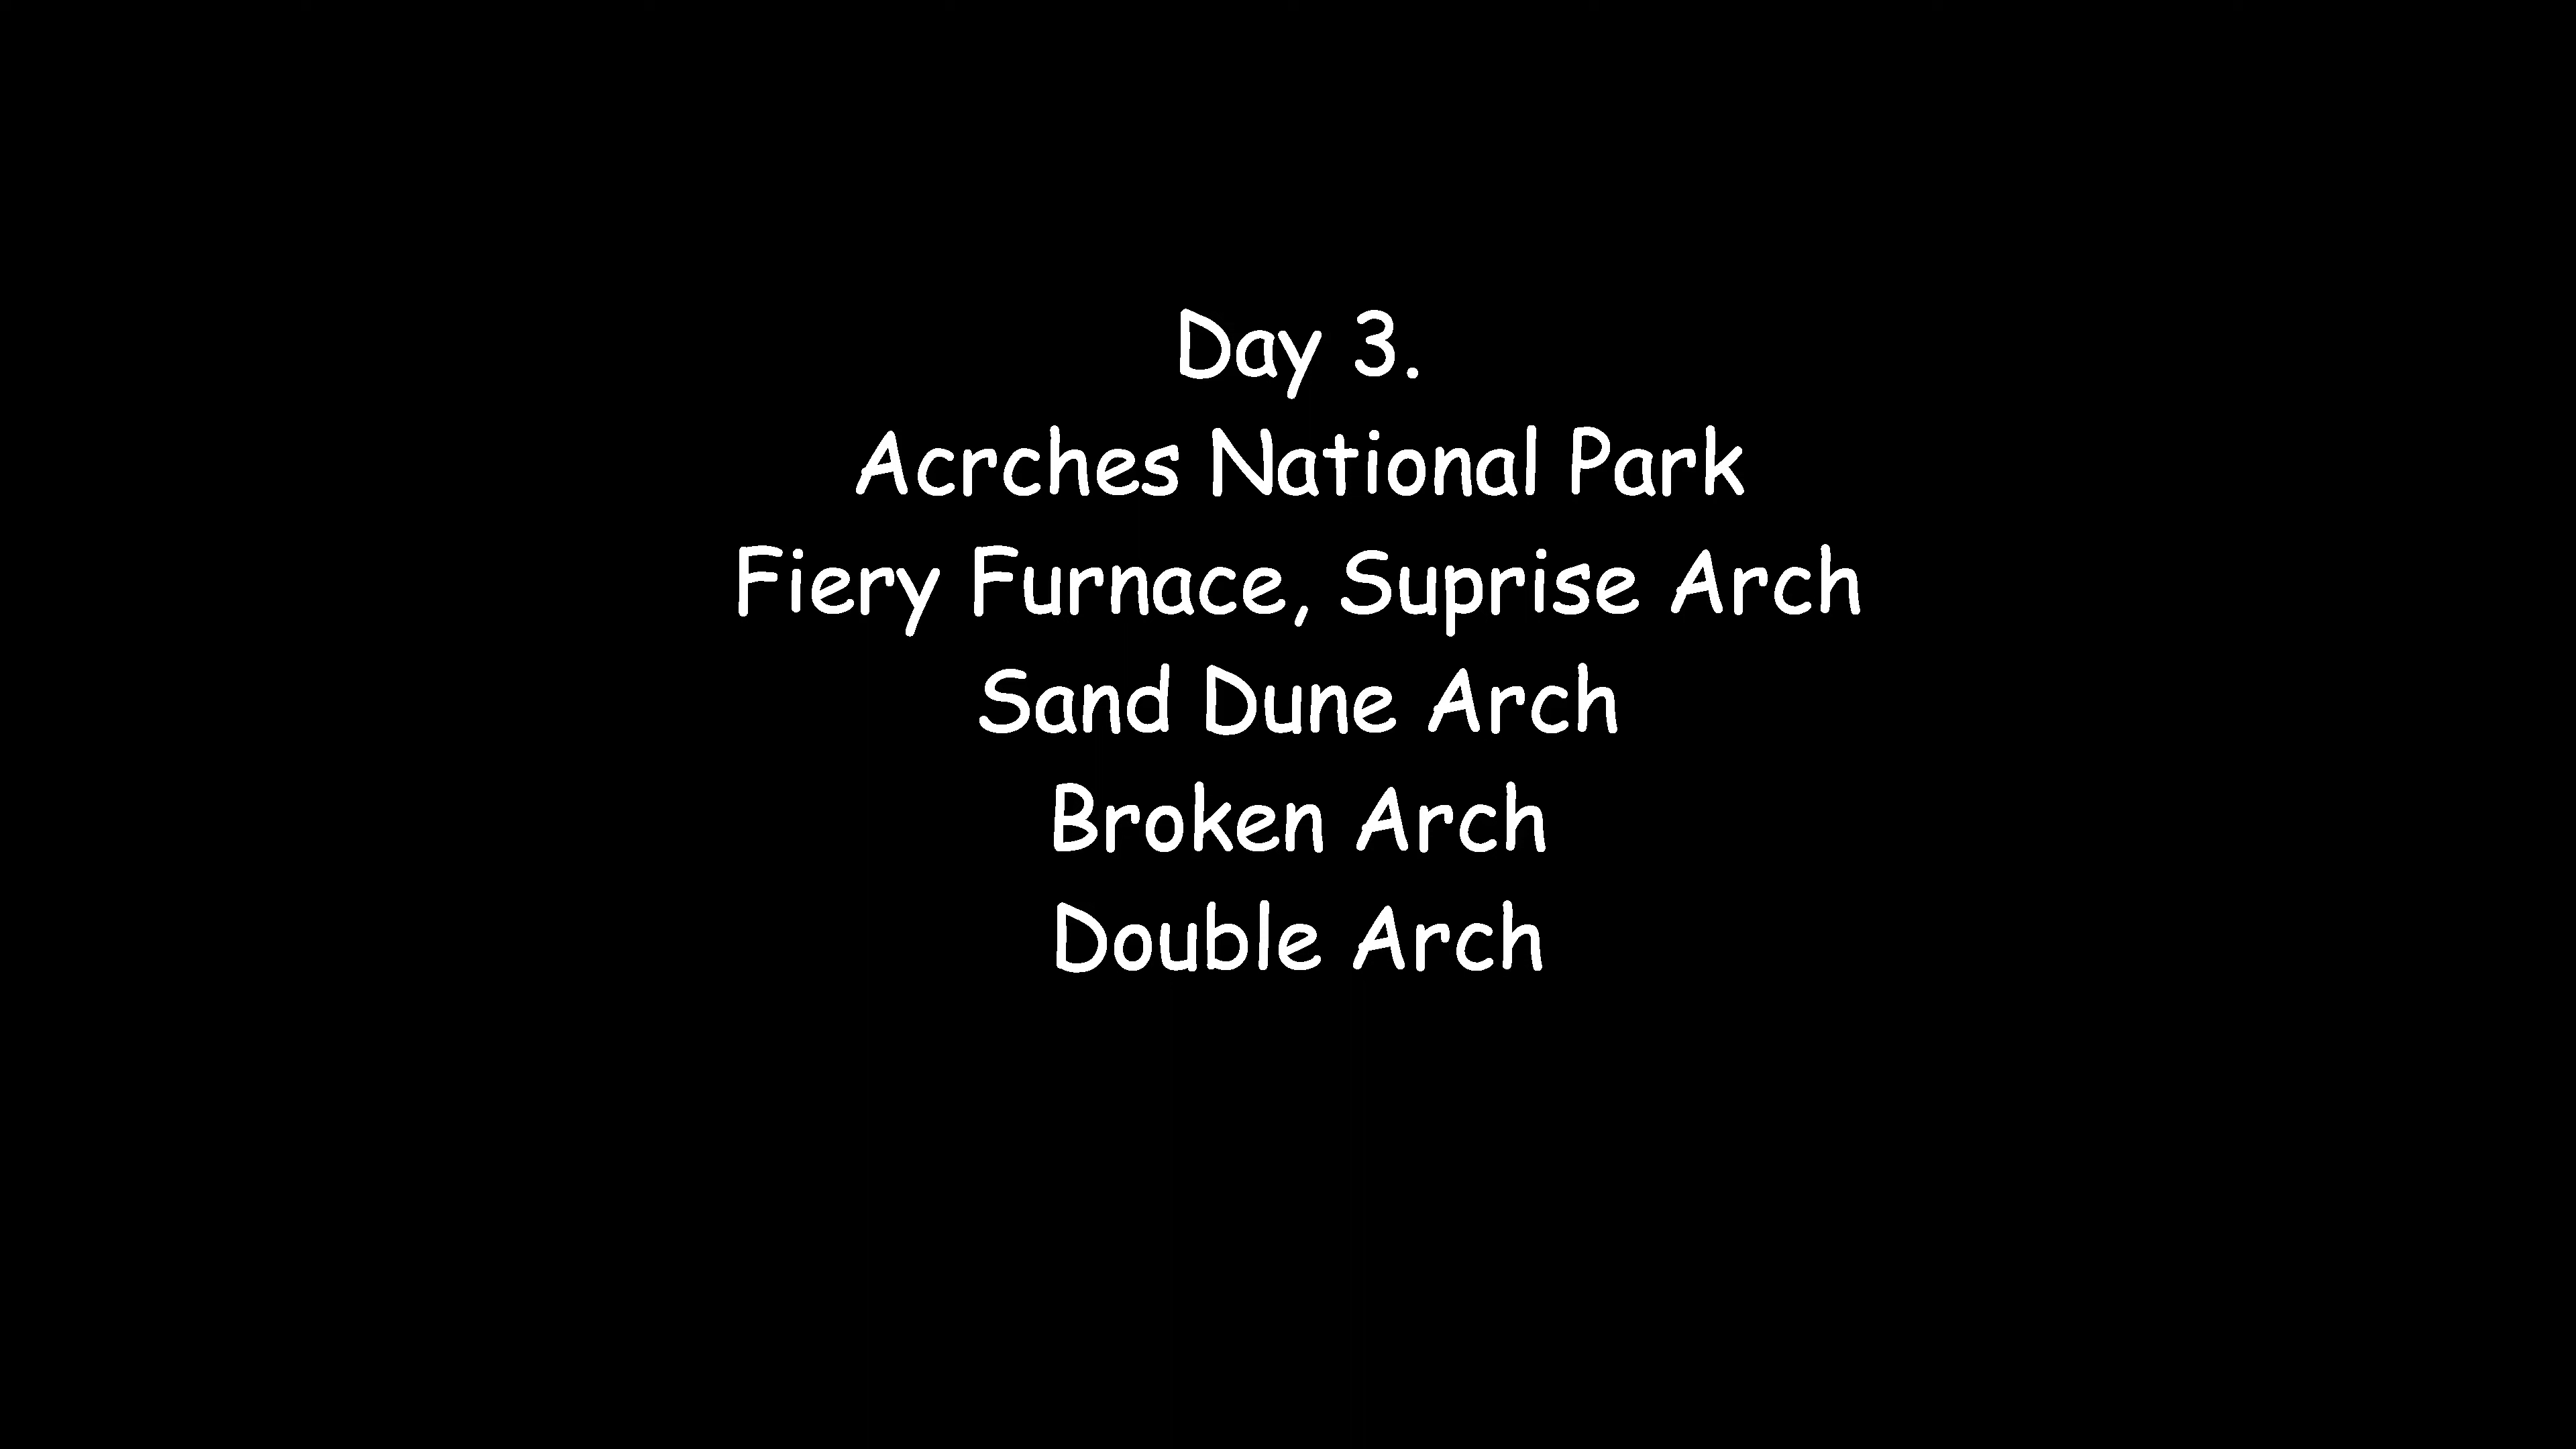 Day 3.
Acrches National Park
Fiery Furnace, Suprise Arch
Sand Dune Arch
Broken Arch
Double Arch